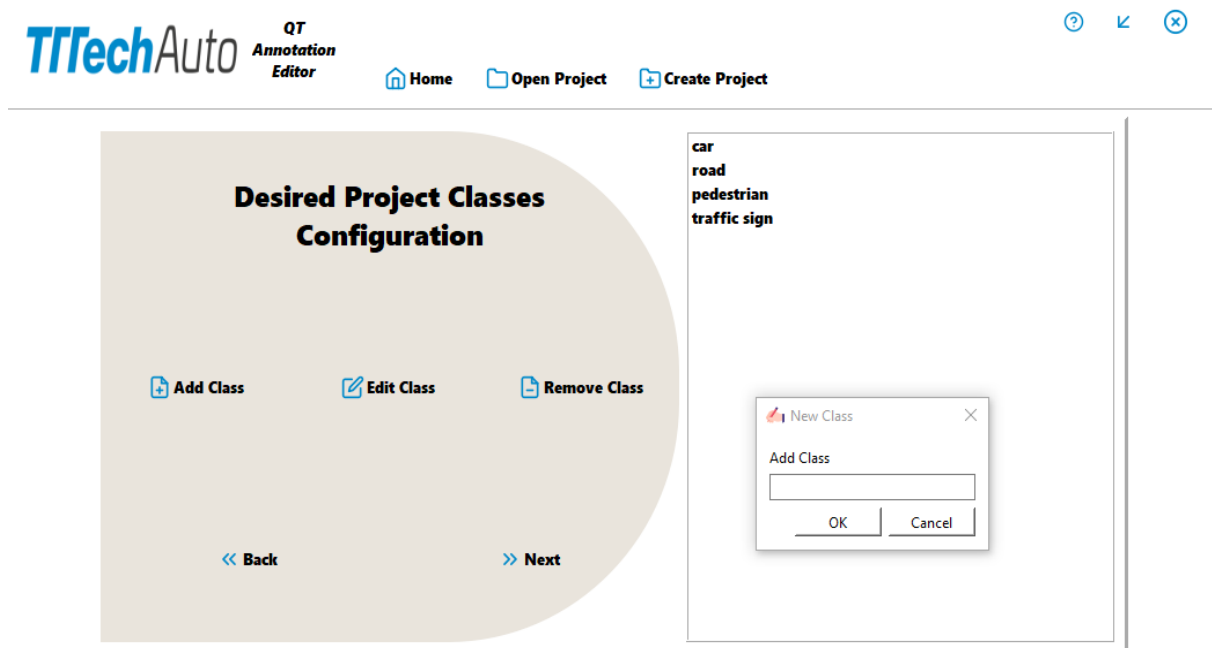 TTTechAuto
QT
Annotation
Editor
Home
Open Project
Create Project
Desired Project Classes
Configuration
Add Class
Edit Class
Remove Class
Back
Next
car
road
pedestrian
traffic sign
New Class
Add Class
OK
Cancel